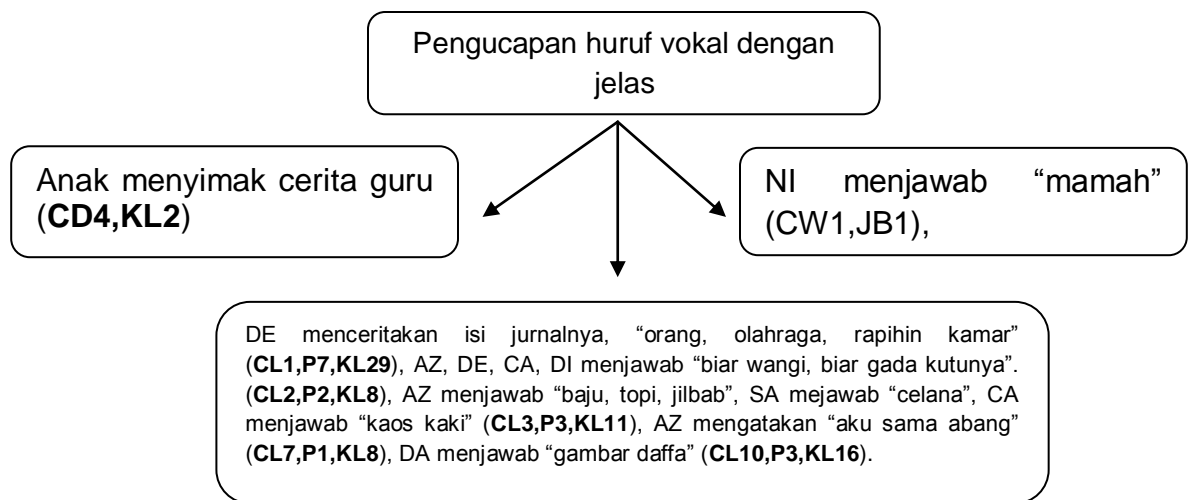 Pengucapan huruf vokal dengan
jelas
Anak menyimak cerita guru
(CD4,KL2)
NI menjawab “mamah”
(CW1,JB1),
DE menceritakan isi jurnalnya, “orang, olahraga, rapihin kamar”
(CL1,P7,KL29), AZ, DE, CA, DI menjawab “biar wangi, biar gada kutunya”.
(CL2,P2,KL8), AZ menjawab “baju, topi, jilbab”, SA mejawab “celana”, CA
menjawab “kaos kaki” (CL3,P3,KL11), AZ mengatakan “aku sama abang”
(CL7,P1,KL8), DA menjawab “gambar daffa” (CL10,P3,KL16).